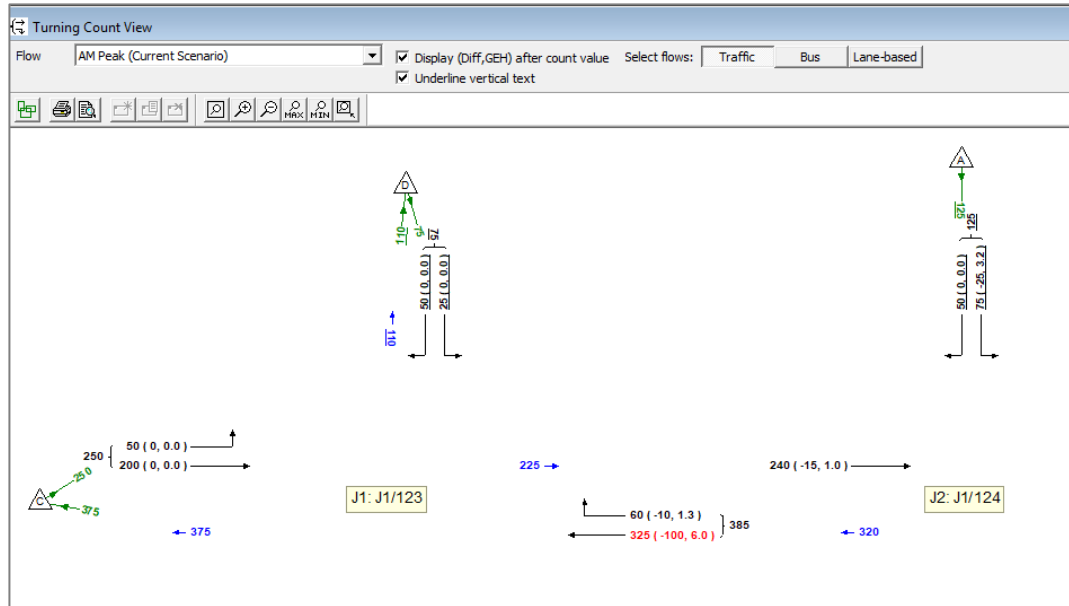 Turning Count View
Flow AM Peak (Current Scenario) Display (Diff,GEH) after count value Select flows: Traffic Bus Lane-based
Underline vertical text
MAX MIN
A
D
125
125
110 75 75
50 ( 0, 0.0 ) 25 ( 0, 0.0 ) 50 ( 0, 0.0 ) 75 ( -25, 3.2 )
110
50 ( 0, 0.0 )
250
200 ( 0, 0.0 ) 225 240 ( -15, 1.0 )
250
C J1: J1/123 J2: J1/124
375
60 ( -10, 1.3 )
385
375 325 ( -100, 6.0 ) 320